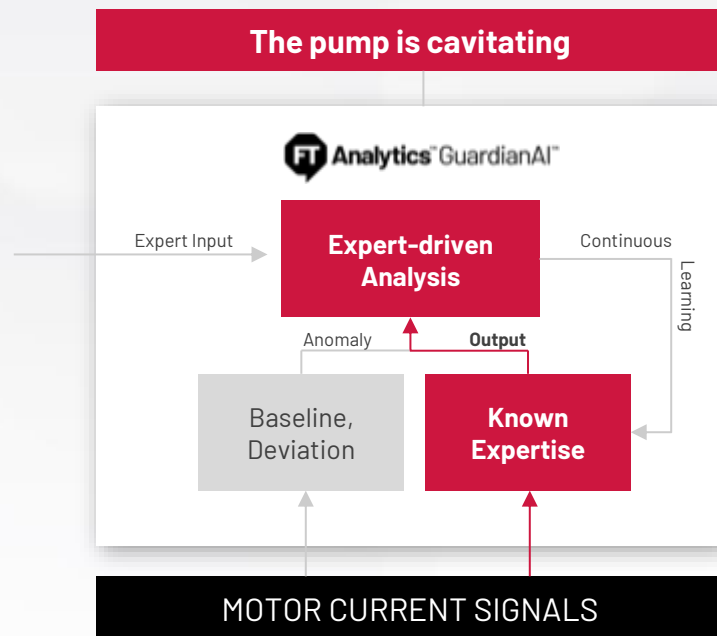 The pump is cavitating
FT Analytics™ GuardianAI™
Expert Input
Expert-driven
Analysis
Continuous
Learning
Anomaly
Output
Baseline,
Deviation
Known
Expertise
MOTOR CURRENT SIGNALS